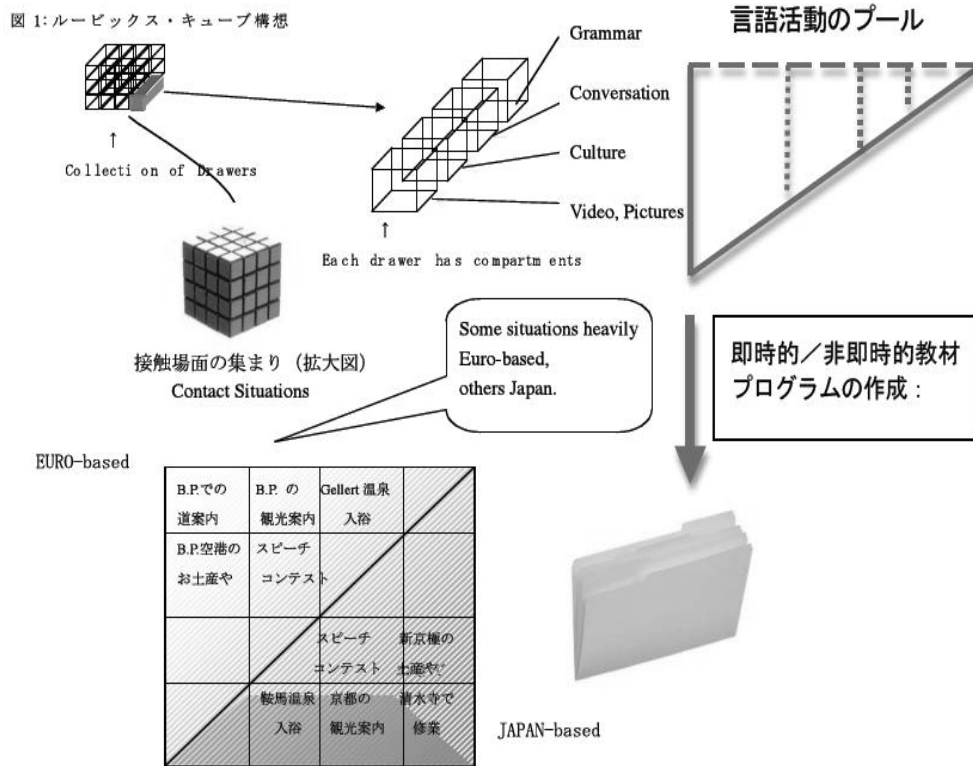 図 1:ルービックス・キューブ構想
↑
Collection of Drawers
Grammar
Conversation
Culture
Video, Pictures
↑
Each drawer has compartments
言語活動のプール
接触場面の集まり（拡大図）
Contact Situations
Some situations heavily
Euro-based,
others Japan.
即時的／非即時的教材
プログラムの作成：
EURO-based
B.P.での
道案内
B.P. の
観光案内
Gellert 温泉
入浴
B.P.空港の
お土産や
スピーチ
コンテスト
スピーチ
コンテスト
新京極の
土産や
鞍馬温泉
入浴
京都の
観光案内
清水寺で
修業
JAPAN-based